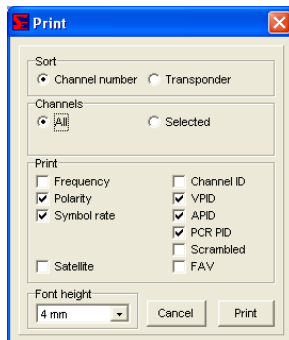 Print
Sort
Channel number Transponder
Channels
All Selected
Print
Frequency Channel ID
Polarity VPID
Symbol rate APID
PCR PID
Scrambled
Satellite FAV
Font height
4 mm Cancel Print